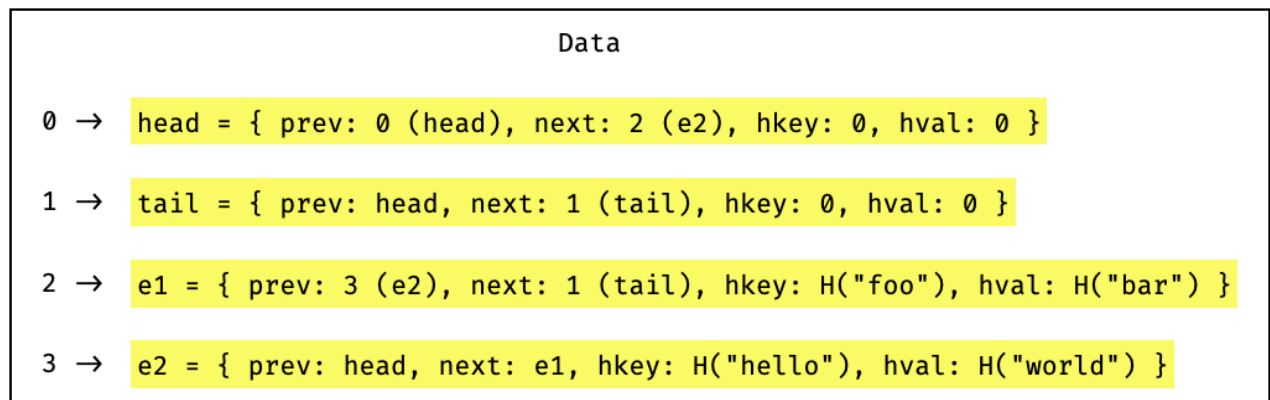 Data
0 → head = { prev: 0 (head), next: 2 (e2), hkey: 0, hval: 0 }
1 → tail = { prev: head, next: 1 (tail), hkey: 0, hval: 0 }
2 → e1 = { prev: 3 (e2), next: 1 (tail), hkey: H("foo"), hval: H("bar") }
3 → e2 = { prev: head, next: e1, hkey: H("hello"), hval: H("world") }